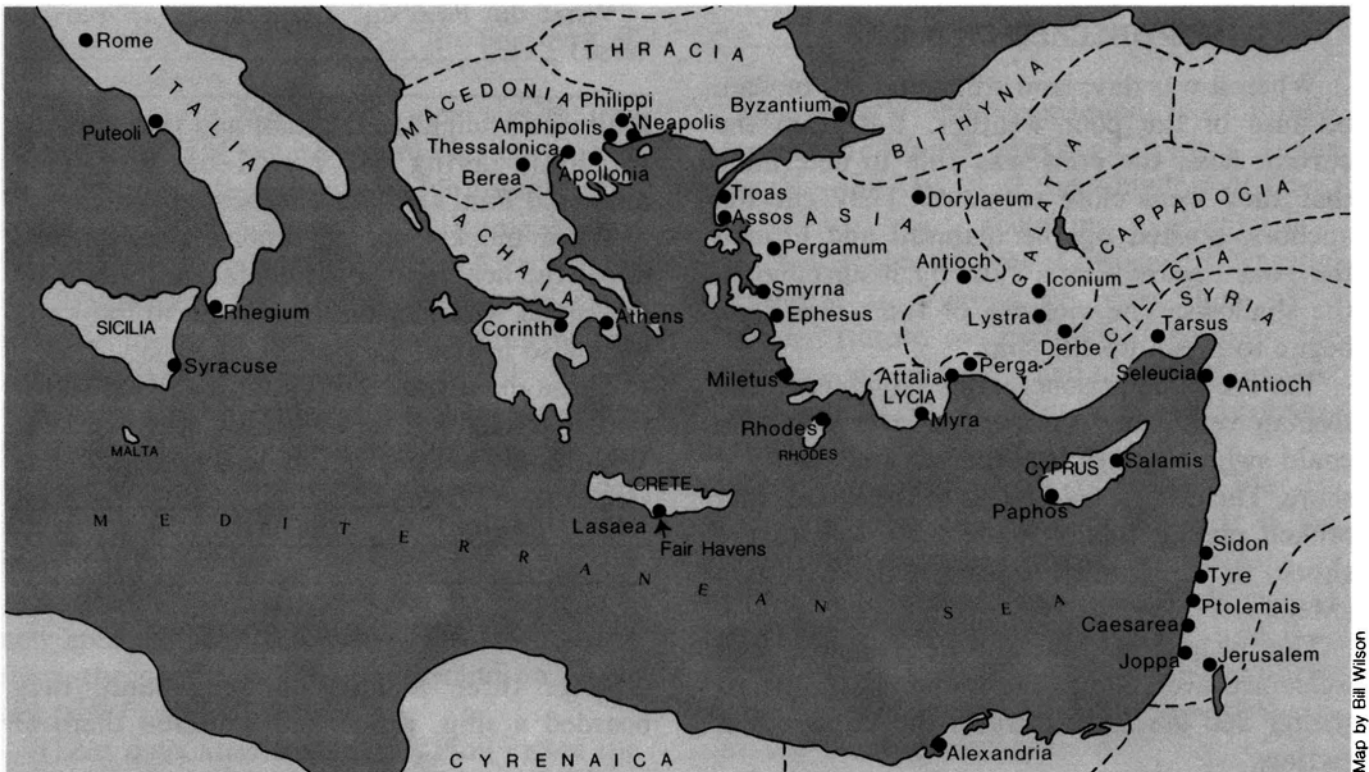 Rome
ITALIA
Puteoli
Rhegium
SICILIA
Syracuse
MALTA
THRACIA
MACEDONIA
Philippi
Neapolis
Amphipolis
Thessalonica
Apollonia
Berea
ACHAIA
Corinth
Athens
Byzantium
BITHYNIA
Troas
Assos
ASIA
Dorylaeum
GALATIA
CAPPADOCIA
Pergamum
Antioch
Iconium
Smyrna
Ephesus
Lystra
Derbe
CILTICIA
SYRIA
Tarsus
Miletus
Attalia
Perga
Seleucia
Antioch
LYCIA
Myra
Rhodes
RHODES
CYPRUS
Salamis
Paphos
CRETE
Lasaea
Fair Havens
MEDITERRANEAN SEA
Sidon
Tyre
Ptolemais
Caesarea
Joppa
Jerusalem
CYRENAICA
Alexandria
Map by Bill Wilson